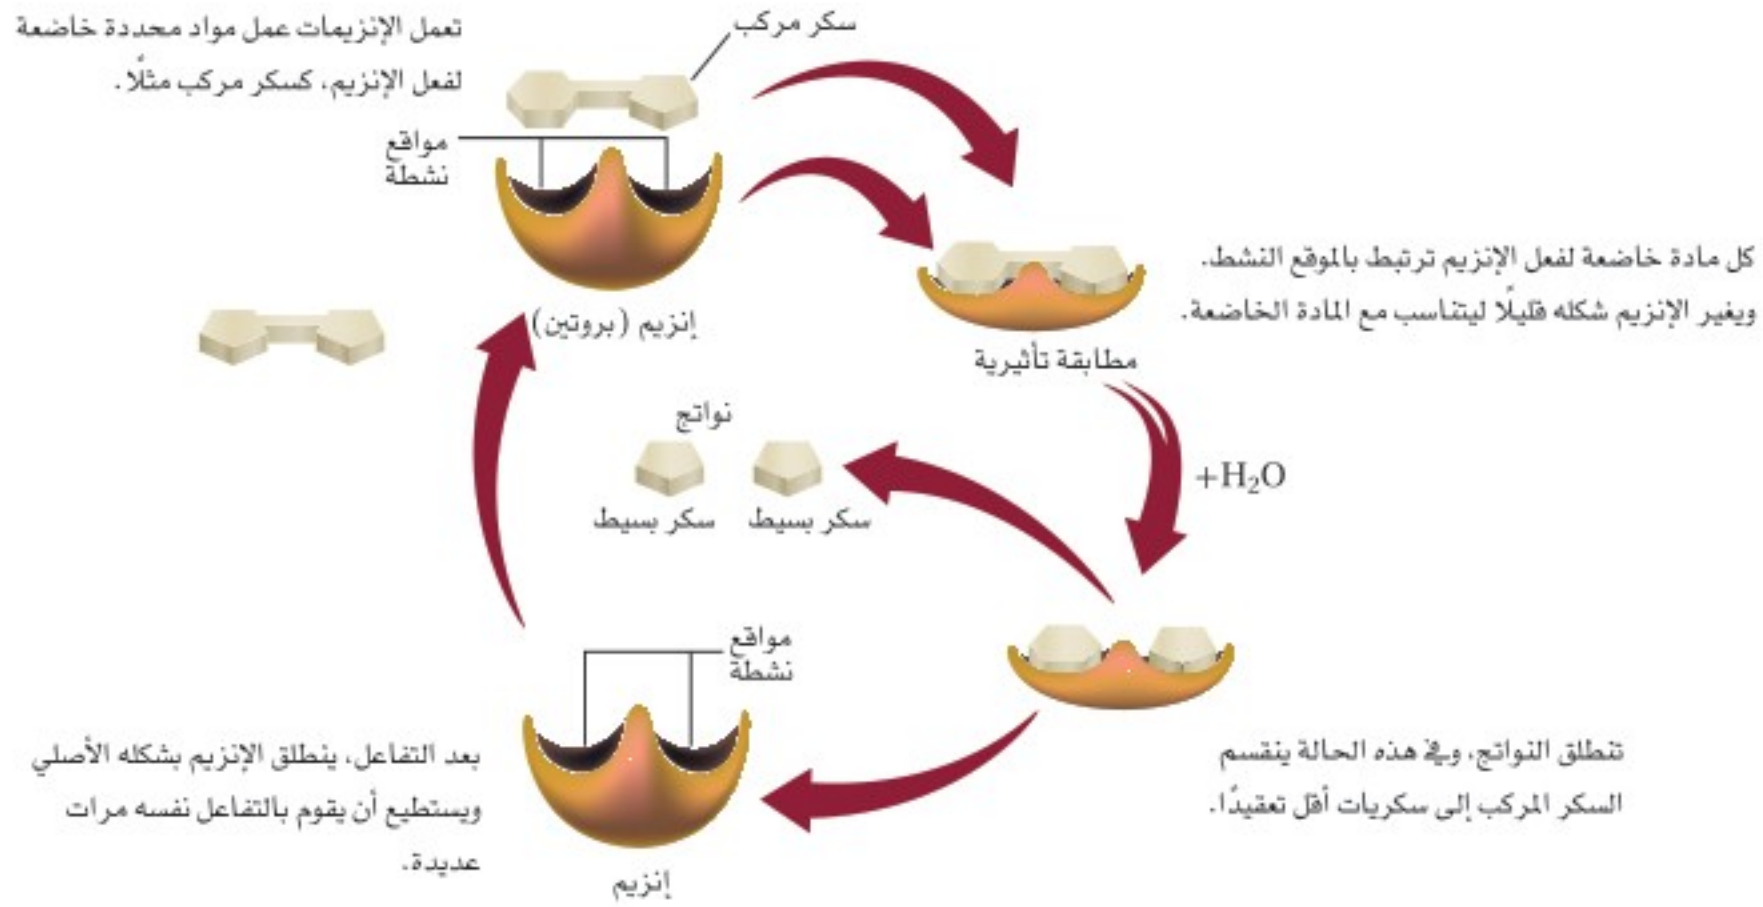 تعمل الإنزيمات عمل مواد محددة خاضعة
لفعل الإنزيم، كسكر مركب مثلًا.
سكر مركب
مواقع
نشطة
إنزيم (بروتين)
كل مادة خاضعة لفعل الإنزيم ترتبط بالموقع النشط.
ويغير الإنزيم شكله قليلًا ليتناسب مع المادة الخاضعة.
مطابقة تأثيرية
+H₂O
نواتج
سكر بسيط
سكر بسيط
تنطلق النواتج، وفي هذه الحالة ينقسم
السكر المركب إلى سكريات أقل تعقيدًا.
مواقع
نشطة
إنزيم
بعد التفاعل، ينطلق الإنزيم بشكله الأصلي
ويستطيع أن يقوم بالتفاعل نفسه مرات
عديدة.